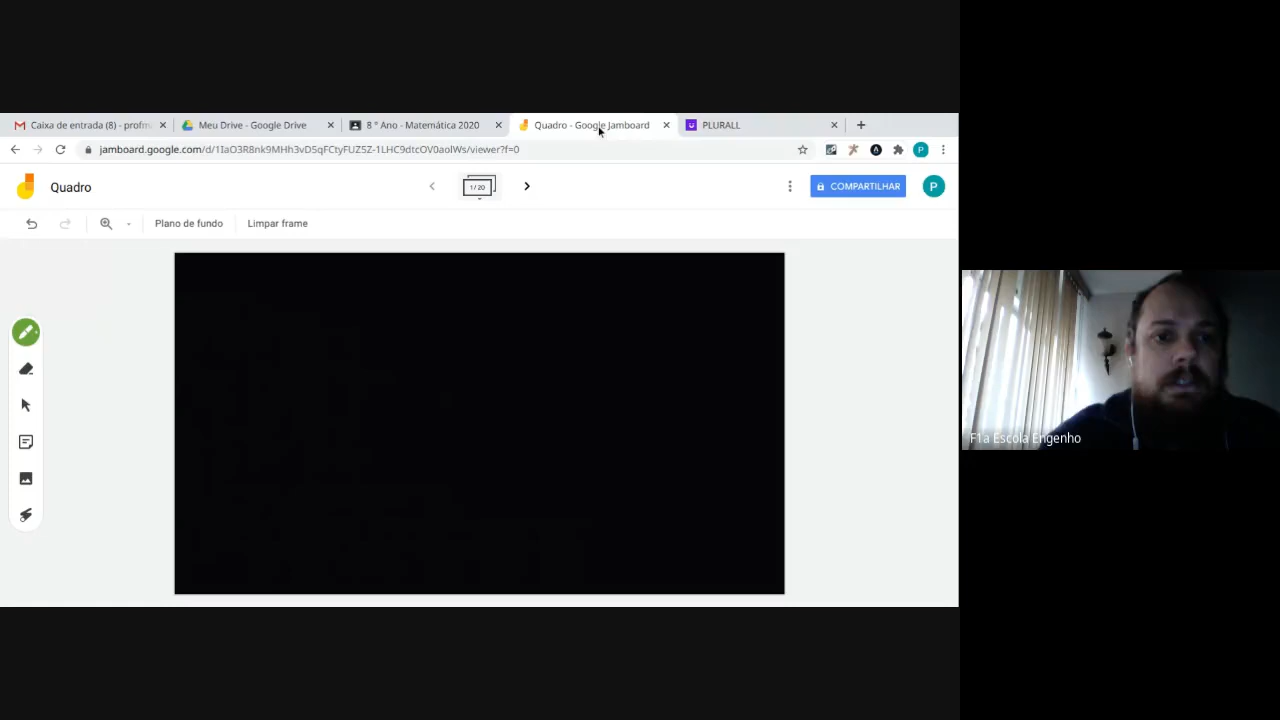 Caixa de entrada (8) - profm
Meu Drive - Google Drive
8 º Ano - Matemática 2020
Quadro - Google Jamboard
PLURALL
jamboard.google.com/d/1IaO3R8nk9MHh3vD5qFCtyFUZ5Z-1LHC9dtcOV0aolWs/viewer?f=0
P
Quadro
1 / 20
COMPARTILHAR
P
Plano de fundo
Limpar frame
F1a Escola Engenho